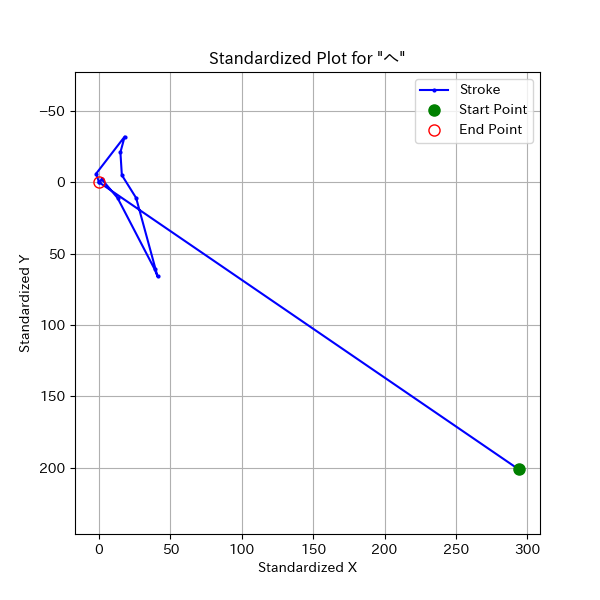 Standardized Plot for "へ"
Stroke
Start Point
End Point
−50
0
50
100
150
200
Standardized Y
0 50 100 150 200 250 300
Standardized X